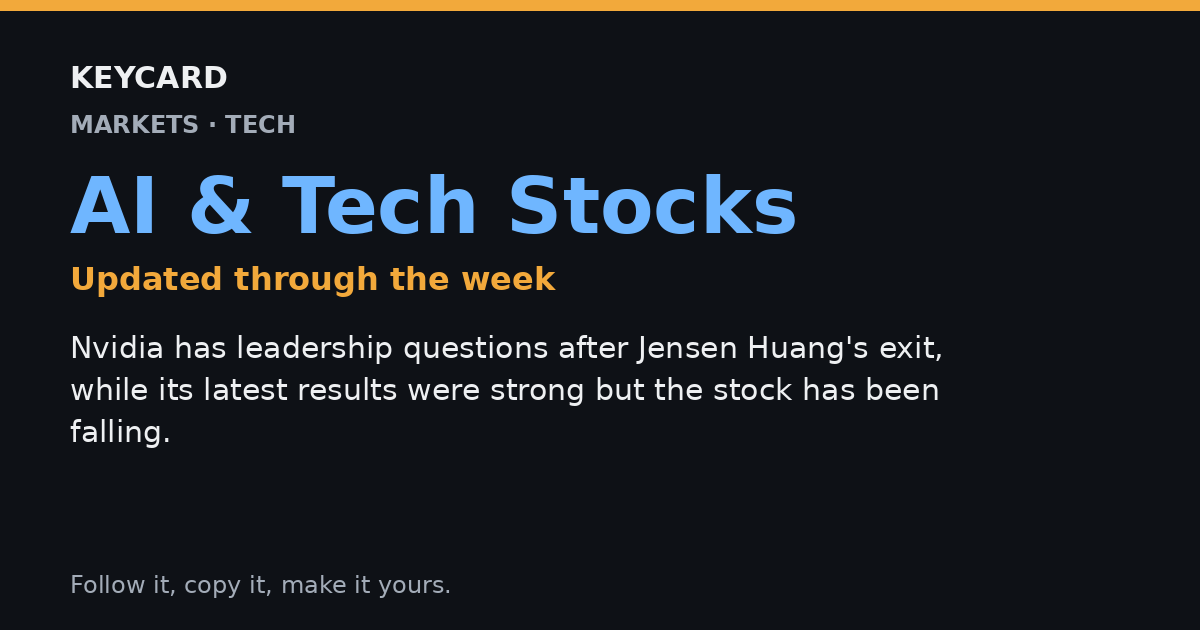 KEYCARD
MARKETS · TECH
AI & Tech Stocks
Updated through the week
Nvidia has leadership questions after Jensen Huang's exit,
while its latest results were strong but the stock has been
falling.
Follow it, copy it, make it yours.